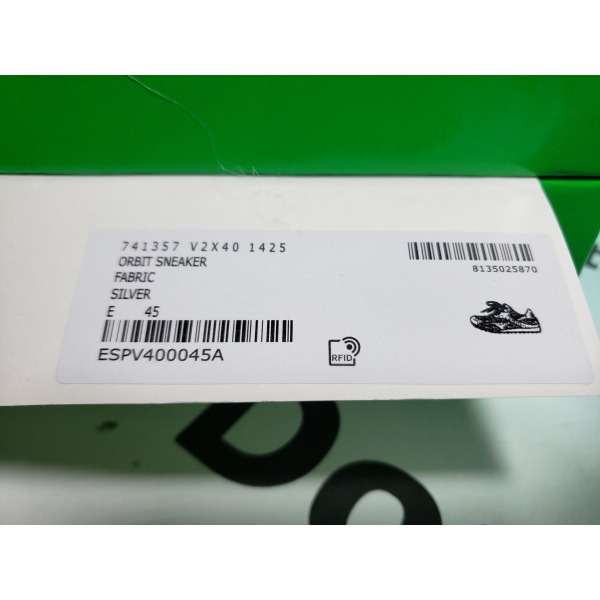 741357 V2X40 1425
ORBIT SNEAKER
FABRIC
SILVER
E 45
ESPV400045A
8135025870
RFID